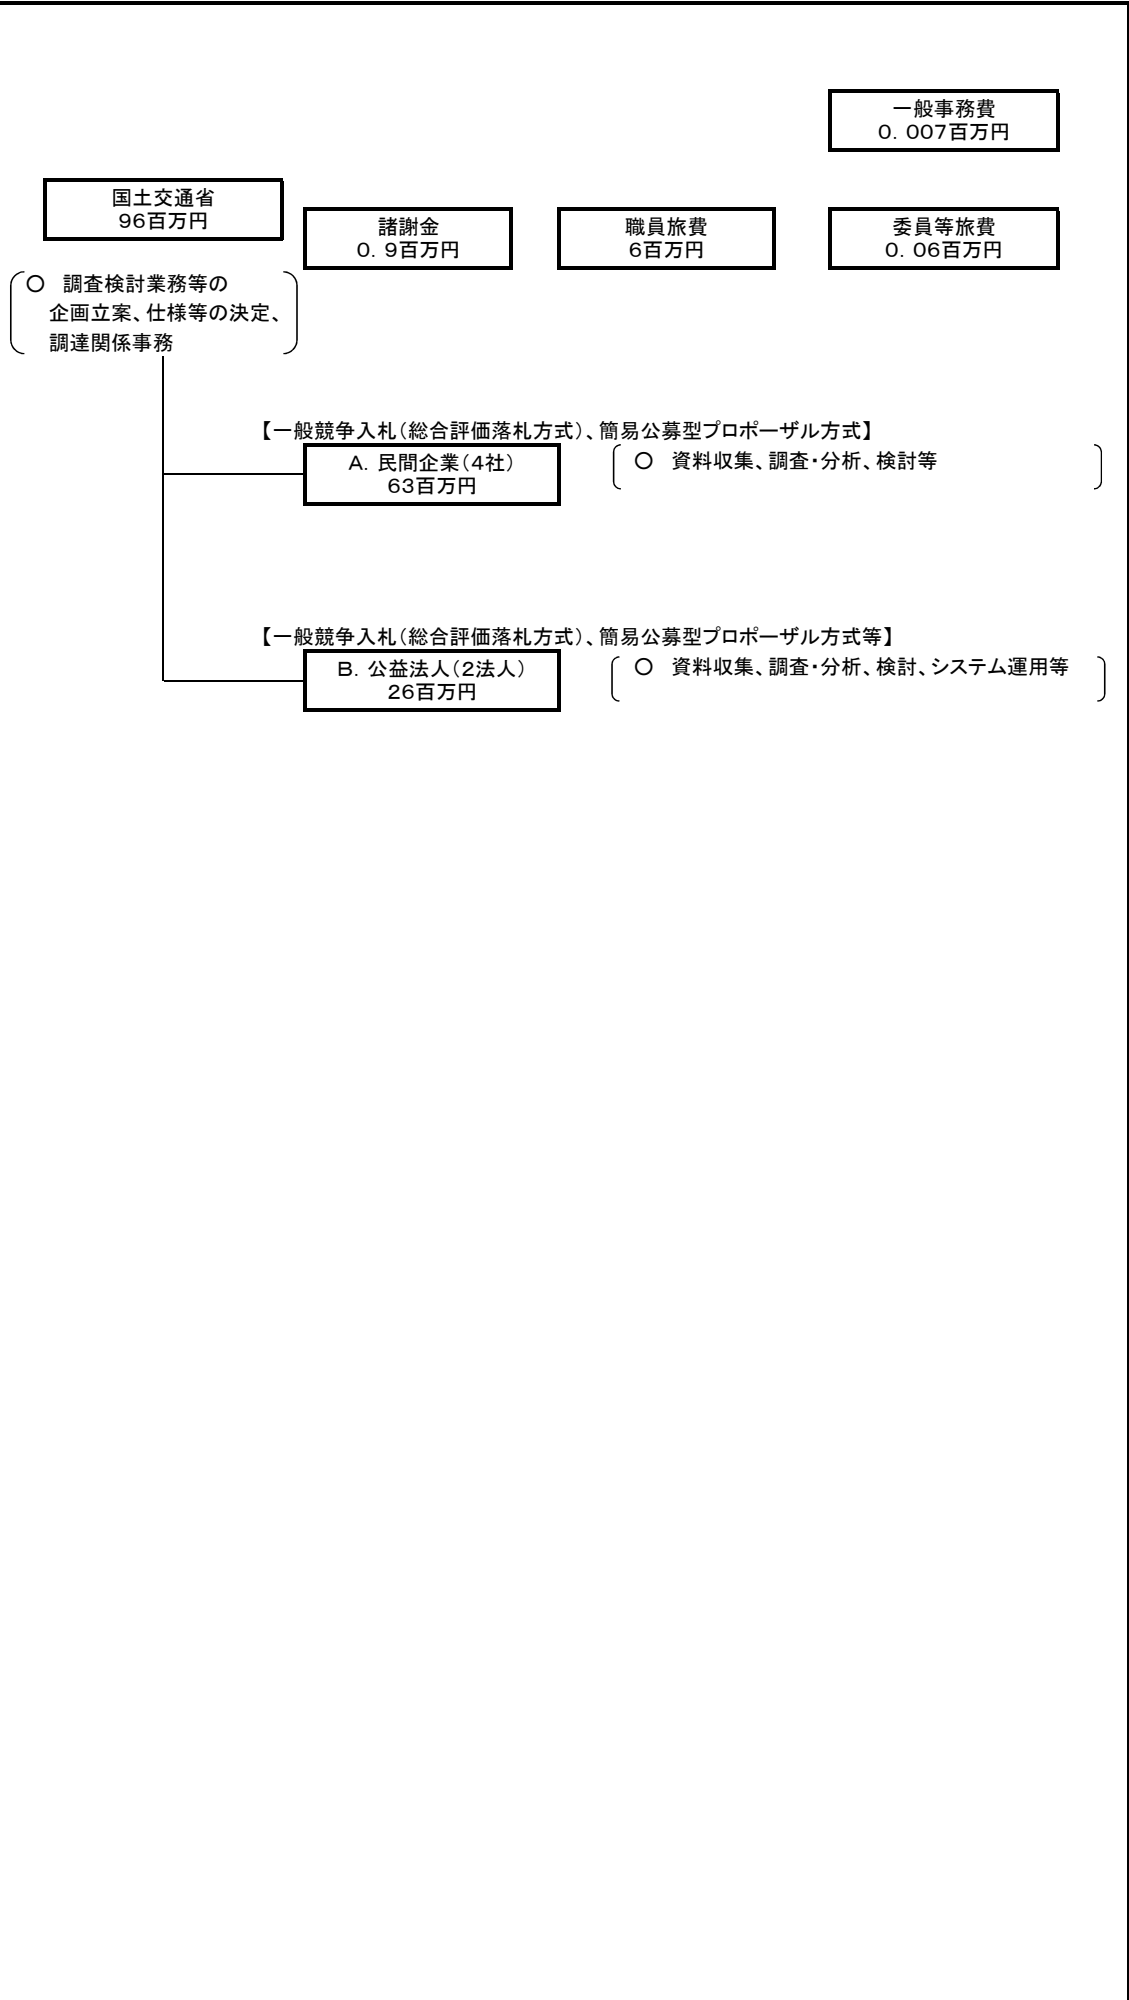 一般事務費
0．007百万円
国土交通省
96百万円
諸謝金
0．9百万円
職員旅費
6百万円
委員等旅費
0．06百万円
○　調査検討業務等の
企画立案、仕様等の決定、
調達関係事務
【一般競争入札（総合評価落札方式）、簡易公募型プロポーザル方式】
A．民間企業（4社）
63百万円
○　資料収集、調査・分析、検討等
【一般競争入札（総合評価落札方式）、簡易公募型プロポーザル方式等】
B．公益法人（2法人）
26百万円
○　資料収集、調査・分析、検討、システム運用等